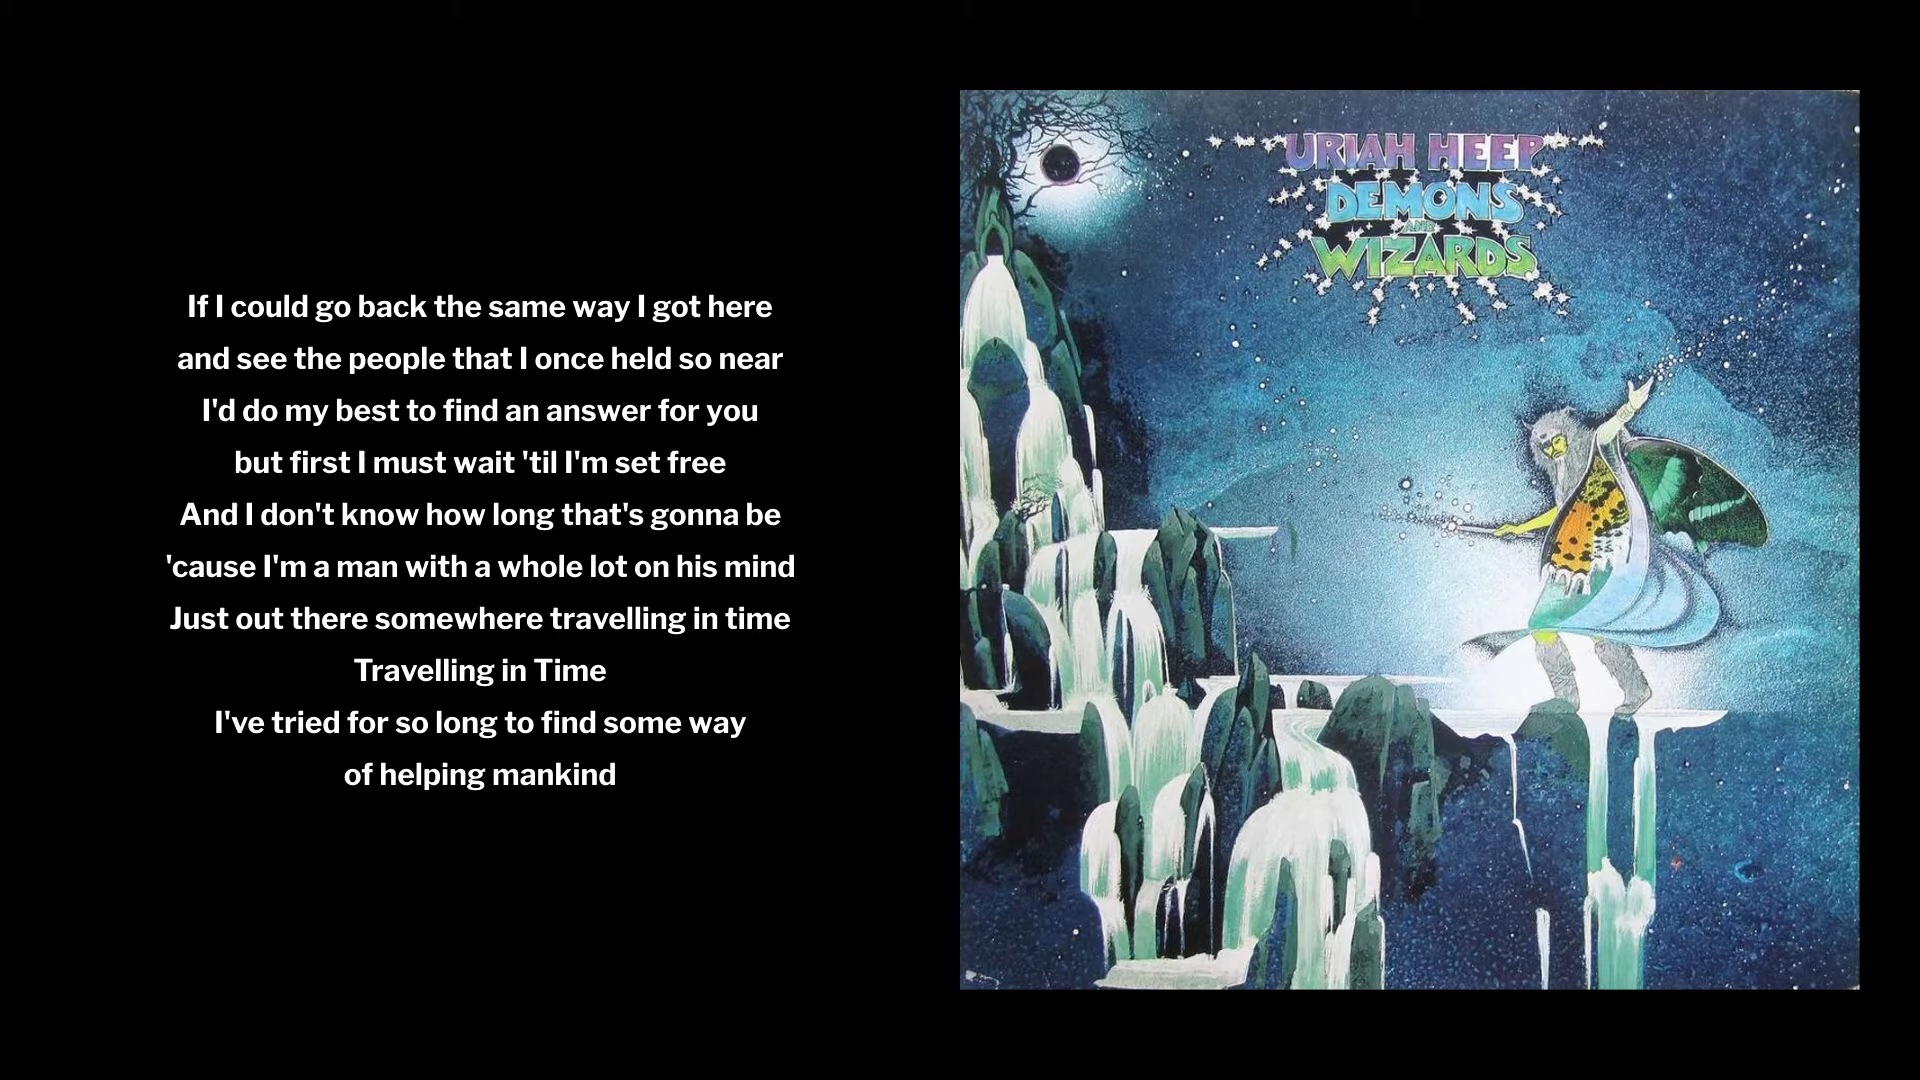 If I could go back the same way I got here
and see the people that I once held so near
I'd do my best to find an answer for you
but first I must wait 'til I'm set free
And I don't know how long that's gonna be
'cause I'm a man with a whole lot on his mind
Just out there somewhere travelling in time
Travelling in Time
I've tried for so long to find some way
of helping mankind
URIAH HEEP
DEMONS
AND
WIZARDS